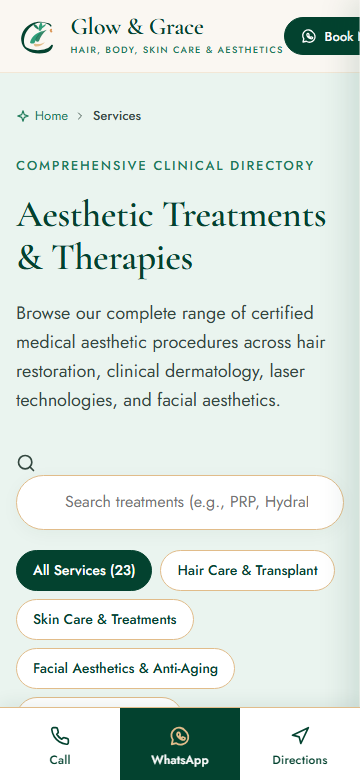 Glow & Grace
HAIR, BODY, SKIN CARE & AESTHETICS
Book
Home > Services
COMPREHENSIVE CLINICAL DIRECTORY
Aesthetic Treatments
& Therapies
Browse our complete range of certified
medical aesthetic procedures across hair
restoration, clinical dermatology, laser
technologies, and facial aesthetics.
Search treatments (e.g., PRP, Hydral
All Services (23)
Hair Care & Transplant
Skin Care & Treatments
Facial Aesthetics & Anti-Aging
Call
WhatsApp
Directions